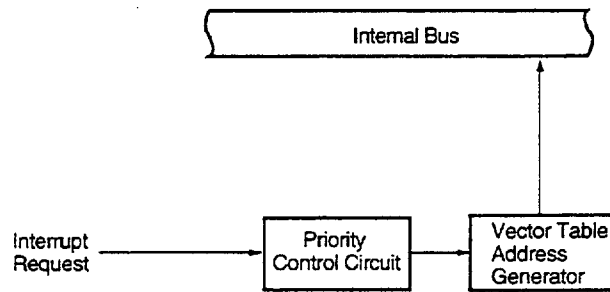 Internal Bus
Interrupt
Request
Priority
Control Circuit
Vector Table
Address
Generator